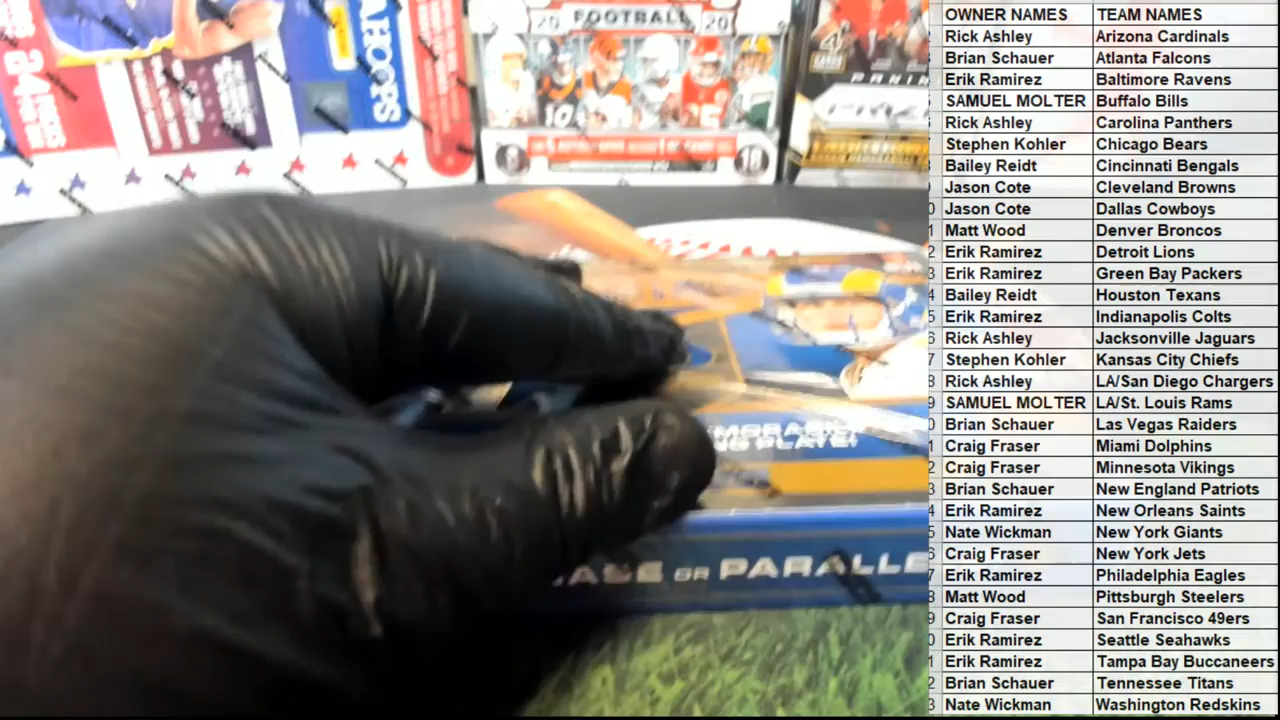 OWNER NAMES TEAM NAMES
Rick Ashley Arizona Cardinals
Brian Schauer Atlanta Falcons
Erik Ramirez Baltimore Ravens
SAMUEL MOLTER Buffalo Bills
Rick Ashley Carolina Panthers
Stephen Kohler Chicago Bears
Bailey Reidt Cincinnati Bengals
Jason Cote Cleveland Browns
Jason Cote Dallas Cowboys
Matt Wood Denver Broncos
Erik Ramirez Detroit Lions
Erik Ramirez Green Bay Packers
Bailey Reidt Houston Texans
Erik Ramirez Indianapolis Colts
Rick Ashley Jacksonville Jaguars
Stephen Kohler Kansas City Chiefs
Rick Ashley LA/San Diego Chargers
SAMUEL MOLTER LA/St. Louis Rams
Brian Schauer Las Vegas Raiders
Craig Fraser Miami Dolphins
Craig Fraser Minnesota Vikings
Brian Schauer New England Patriots
Erik Ramirez New Orleans Saints
Nate Wickman New York Giants
Craig Fraser New York Jets
Erik Ramirez Philadelphia Eagles
Matt Wood Pittsburgh Steelers
Craig Fraser San Francisco 49ers
Erik Ramirez Seattle Seahawks
Erik Ramirez Tampa Bay Buccaneers
Brian Schauer Tennessee Titans
Nate Wickman Washington Redskins
20 FOOTBALL 20
HOOPS
OR PARALLE